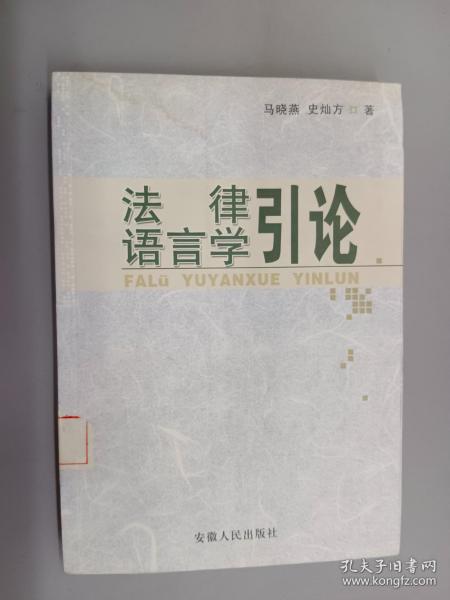 马晓燕 史灿方 著
法律
语言学
引论
FALü YUYANXUE YINLUN
安徽人民出版社
孔夫子旧书网
www.kongfz.com